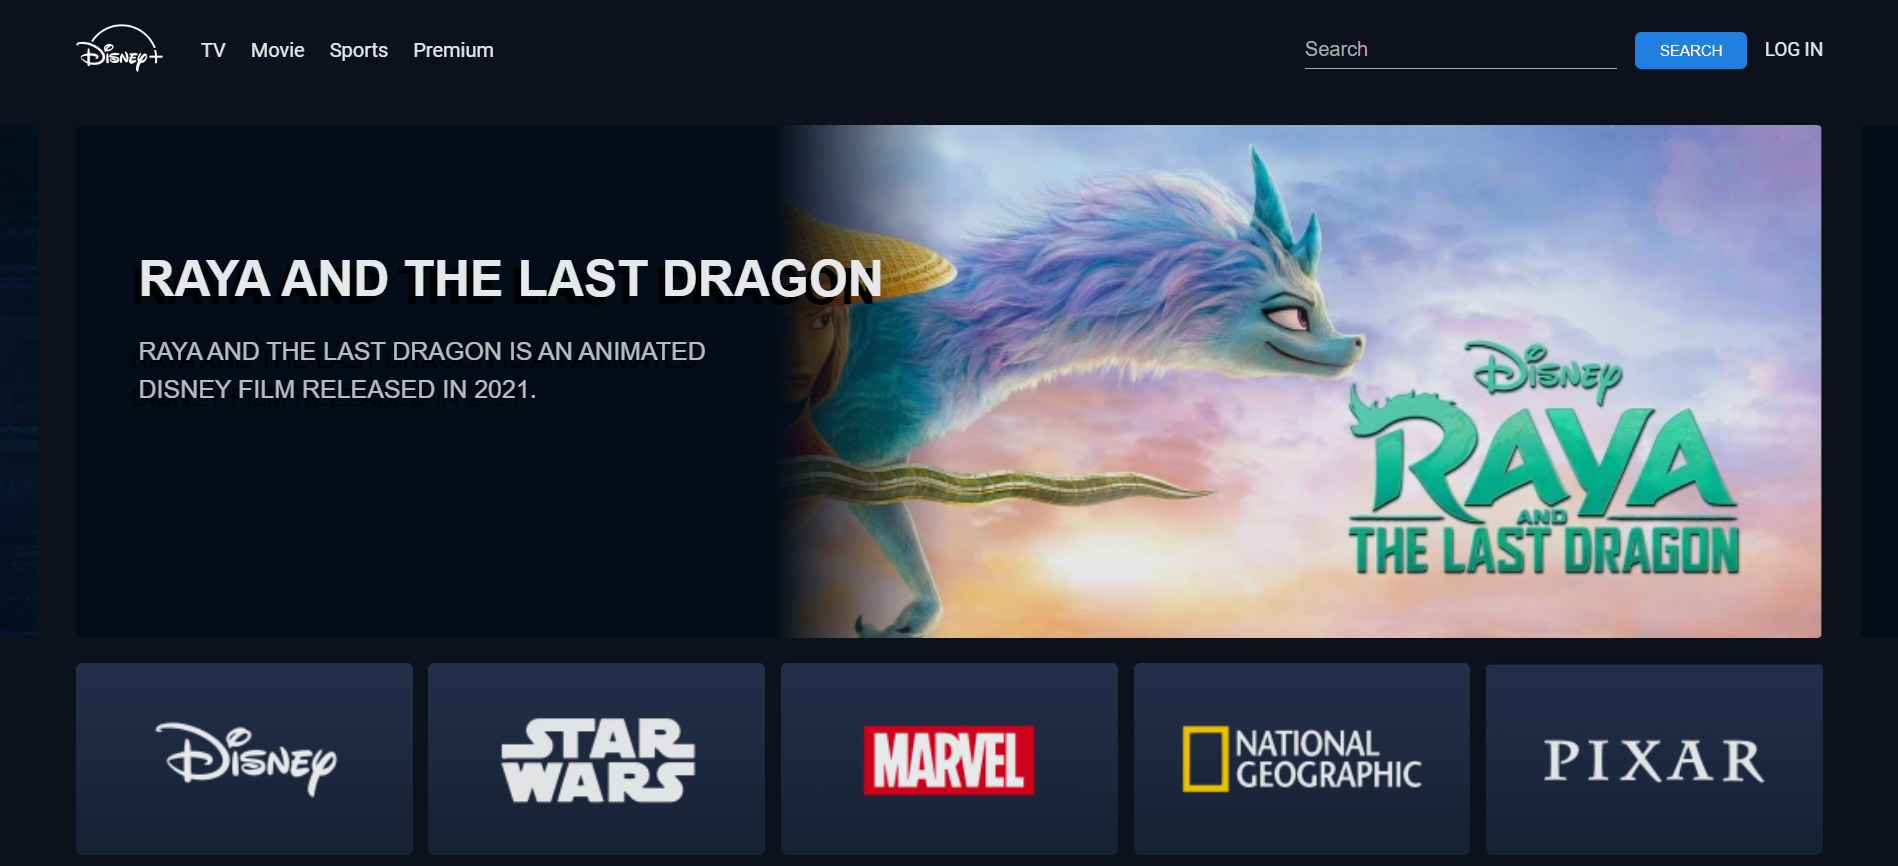 Disney+
TV Movie Sports Premium
Search
SEARCH
LOG IN
RAYA AND THE LAST DRAGON
RAYA AND THE LAST DRAGON IS AN ANIMATED
DISNEY FILM RELEASED IN 2021.
Disney
RAYA
AND
THE LAST DRAGON
Disney
STAR
WARS
MARVEL
NATIONAL
GEOGRAPHIC
PIXAR